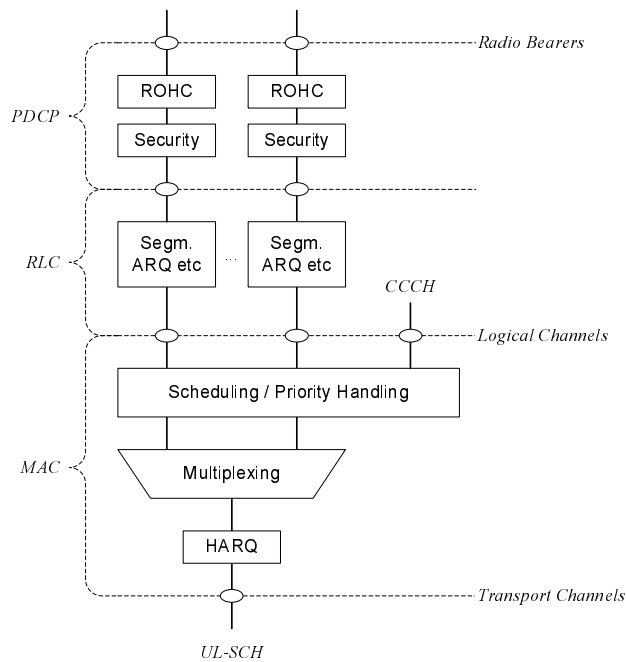 Radio Bearers
ROHC ROHC
PDCP
Security Security
Segm. ARQ etc ... Segm. ARQ etc
RLC
CCCH
Logical Channels
Scheduling / Priority Handling
MAC
Multiplexing
HARQ
Transport Channels
UL-SCH